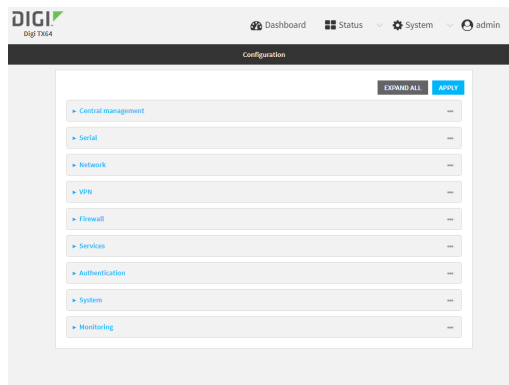 DIGI
Digi TX64
Dashboard Status System admin
Configuration
EXPAND ALL APPLY
Central management
Serial
Network
VPN
Firewall
Services
Authentication
System
Monitoring